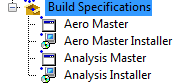 Build Specifications
Aero Master
Aero Master Installer
Analysis Master
Analysis Installer